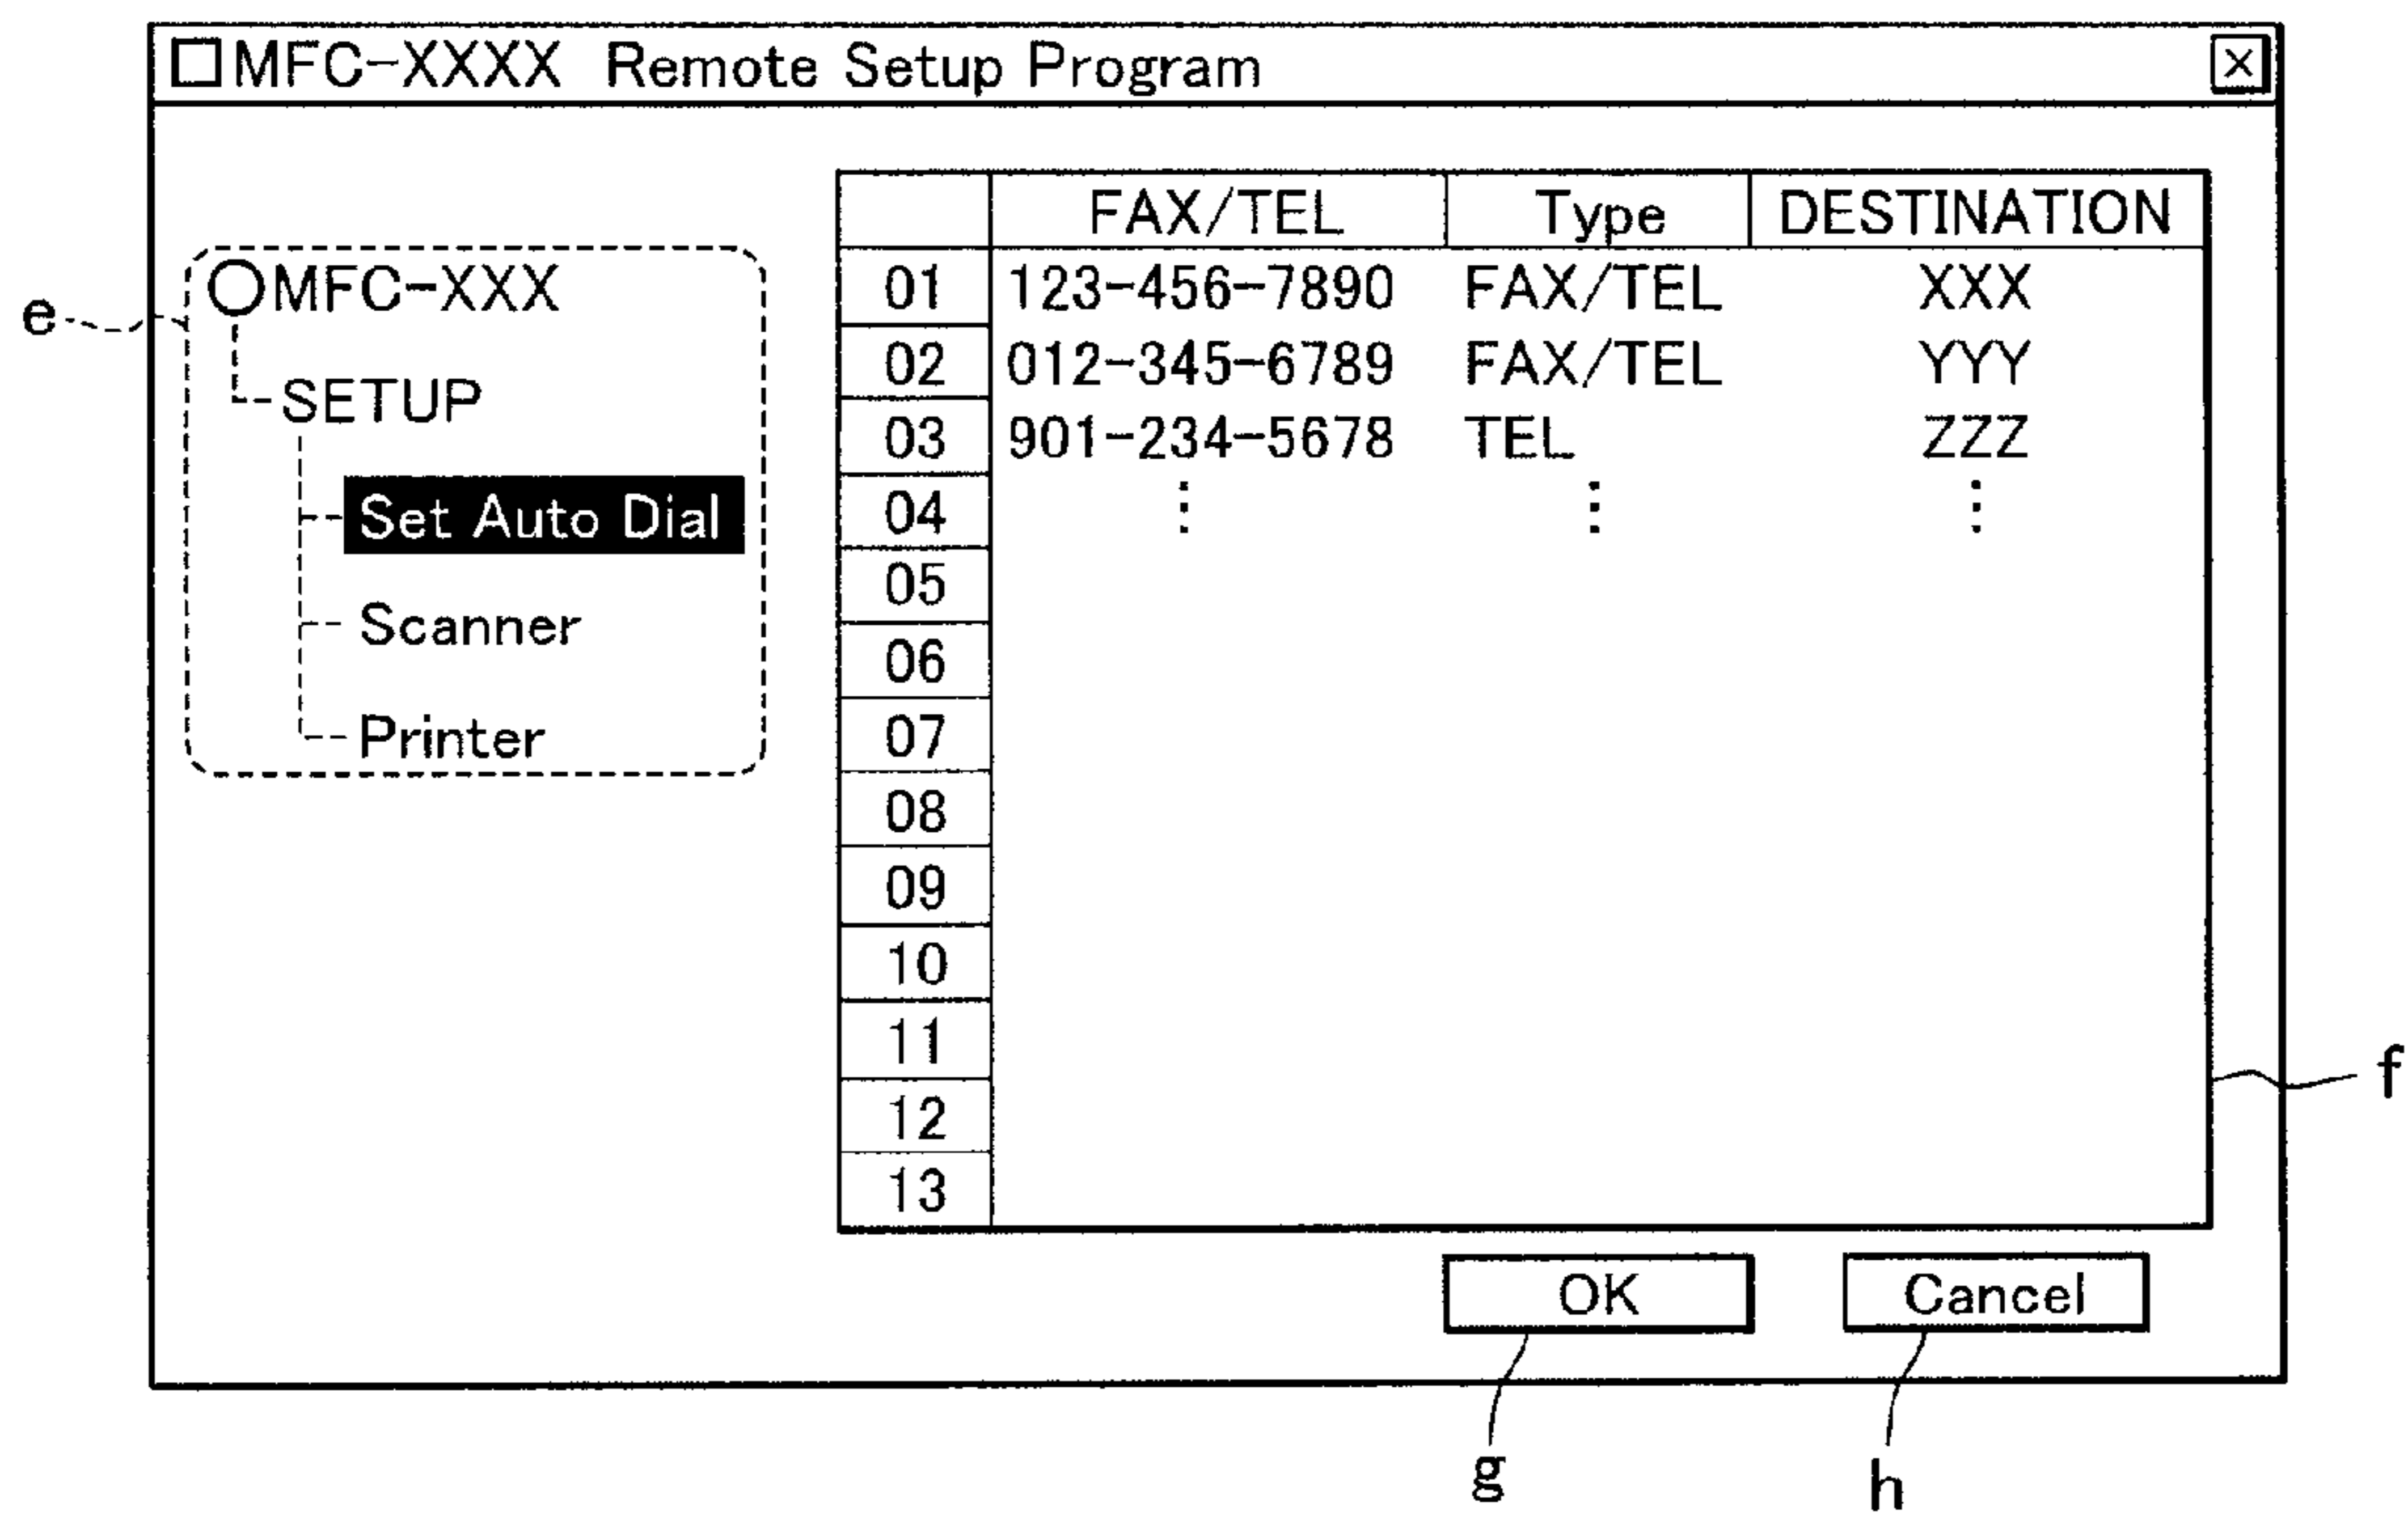 □MFC-XXXX Remote Setup Program ×
FAX/TEL Type DESTINATION
e
○MFC-XXX
SETUP
Set Auto Dial
Scanner
Printer
01 123-456-7890 FAX/TEL XXX
02 012-345-6789 FAX/TEL YYY
03 901-234-5678 TEL ZZZ
04 ⋮ ⋮ ⋮
05
06
07
08
09
10
11
12
13
f
OK Cancel
g h